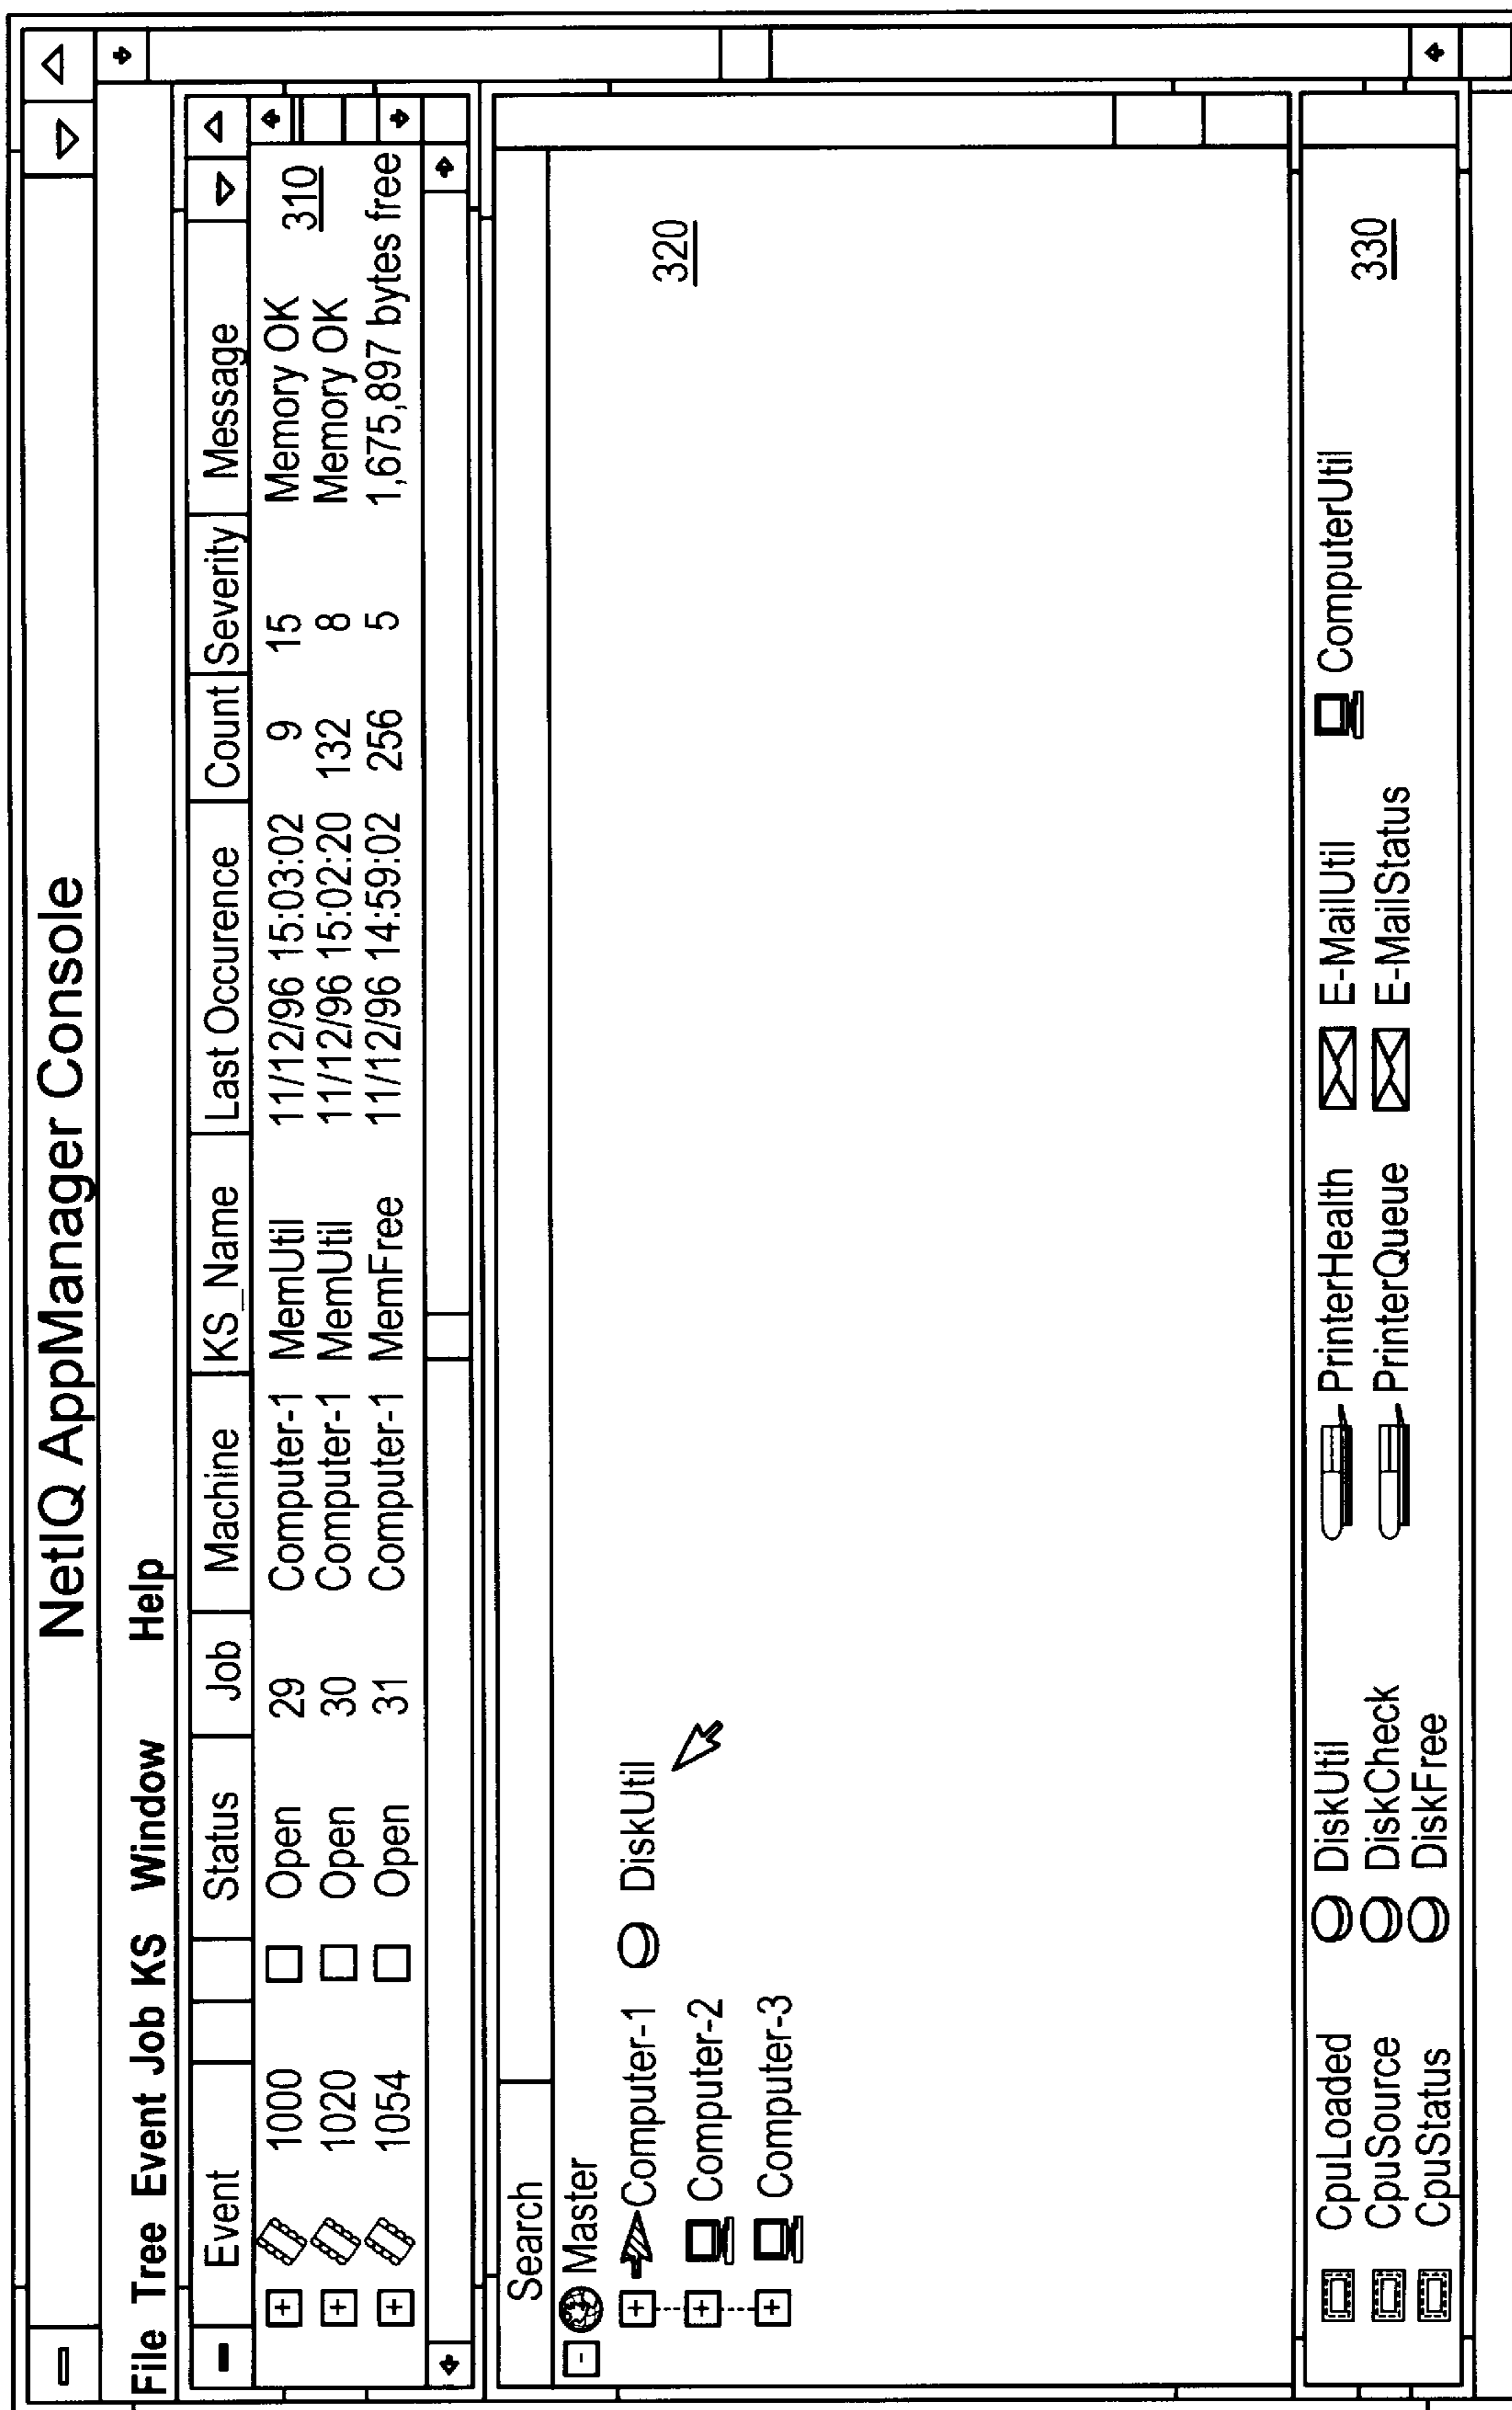 NetIQ AppManager Console
File Tree Event Job KS Window Help
Event Status Job Machine KS_Name Last Occurence Count Severity Message
1000 Open 29 Computer-1 MemUtil 11/12/96 15:03:02 9 15 Memory OK
1020 Open 30 Computer-1 MemUtil 11/12/96 15:02:20 132 8 Memory OK
1054 Open 31 Computer-1 MemFree 11/12/96 14:59:02 256 5 1,675,897 bytes free
310
Search
Master
Computer-1 DiskUtil
Computer-2
Computer-3
320
CpuLoaded DiskUtil PrinterHealth E-MailUtil ComputerUtil
CpuSource DiskCheck PrinterQueue E-MailStatus
CpuStatus DiskFree
330